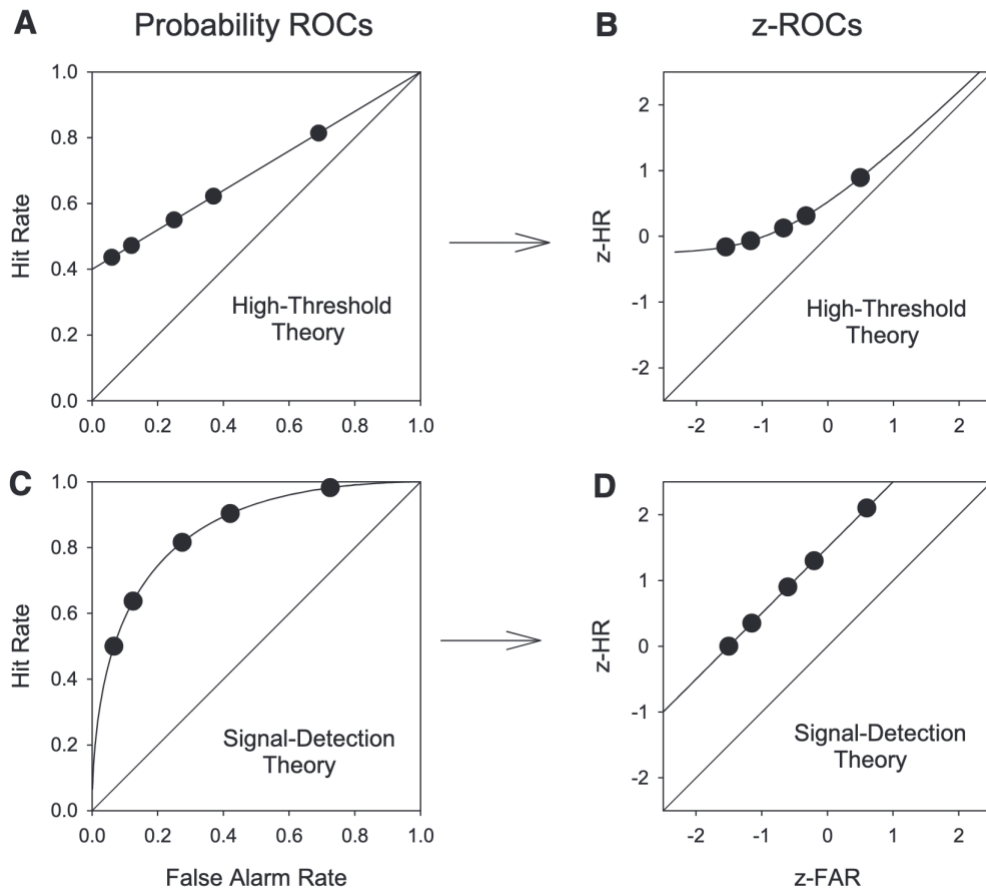 A
Probability ROCs
B
z-ROCs
1.0
0.8
0.6
0.4
0.2
0.0
Hit Rate
High-Threshold
Theory
0.0 0.2 0.4 0.6 0.8 1.0
2
1
0
-1
-2
z-HR
High-Threshold
Theory
-2 -1 0 1 2
C
1.0
0.8
0.6
0.4
0.2
0.0
Hit Rate
Signal-Detection
Theory
0.0 0.2 0.4 0.6 0.8 1.0
False Alarm Rate
D
2
1
0
-1
-2
z-HR
Signal-Detection
Theory
-2 -1 0 1 2
z-FAR